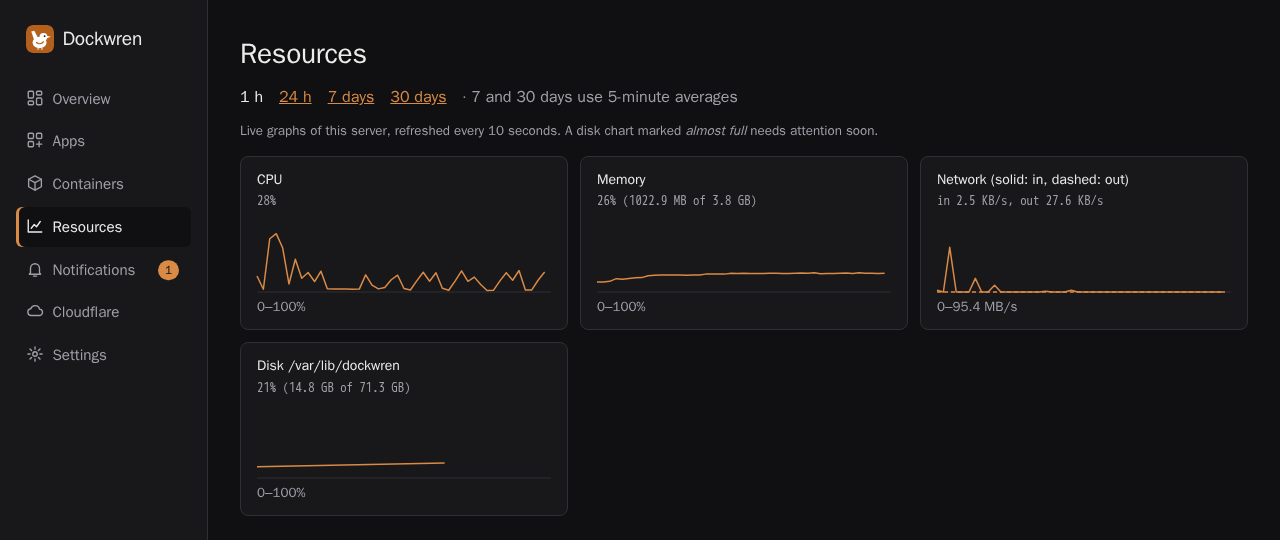 Dockwren
Overview
Apps
Containers
Resources
Notifications 1
Cloudflare
Settings
Resources
1 h 24 h 7 days 30 days · 7 and 30 days use 5-minute averages
Live graphs of this server, refreshed every 10 seconds. A disk chart marked almost full needs attention soon.
CPU
28%
0–100%
Memory
26% (1022.9 MB of 3.8 GB)
0–100%
Network (solid: in, dashed: out)
in 2.5 KB/s, out 27.6 KB/s
0–95.4 MB/s
Disk /var/lib/dockwren
21% (14.8 GB of 71.3 GB)
0–100%